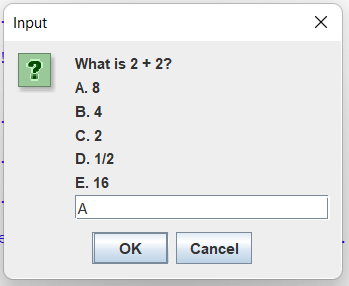 Input
What is 2 + 2?
A. 8
B. 4
C. 2
D. 1/2
E. 16
A
OK
Cancel